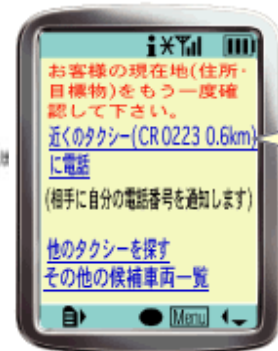 お客様の現在地(住所・
目標物)をもう一度確
認して下さい。
近くのタクシー(CR0223 0.6km)
に電話
(相手に自分の電話番号を通知します)
他のタクシーを探す
その他の候補車両一覧
Menu